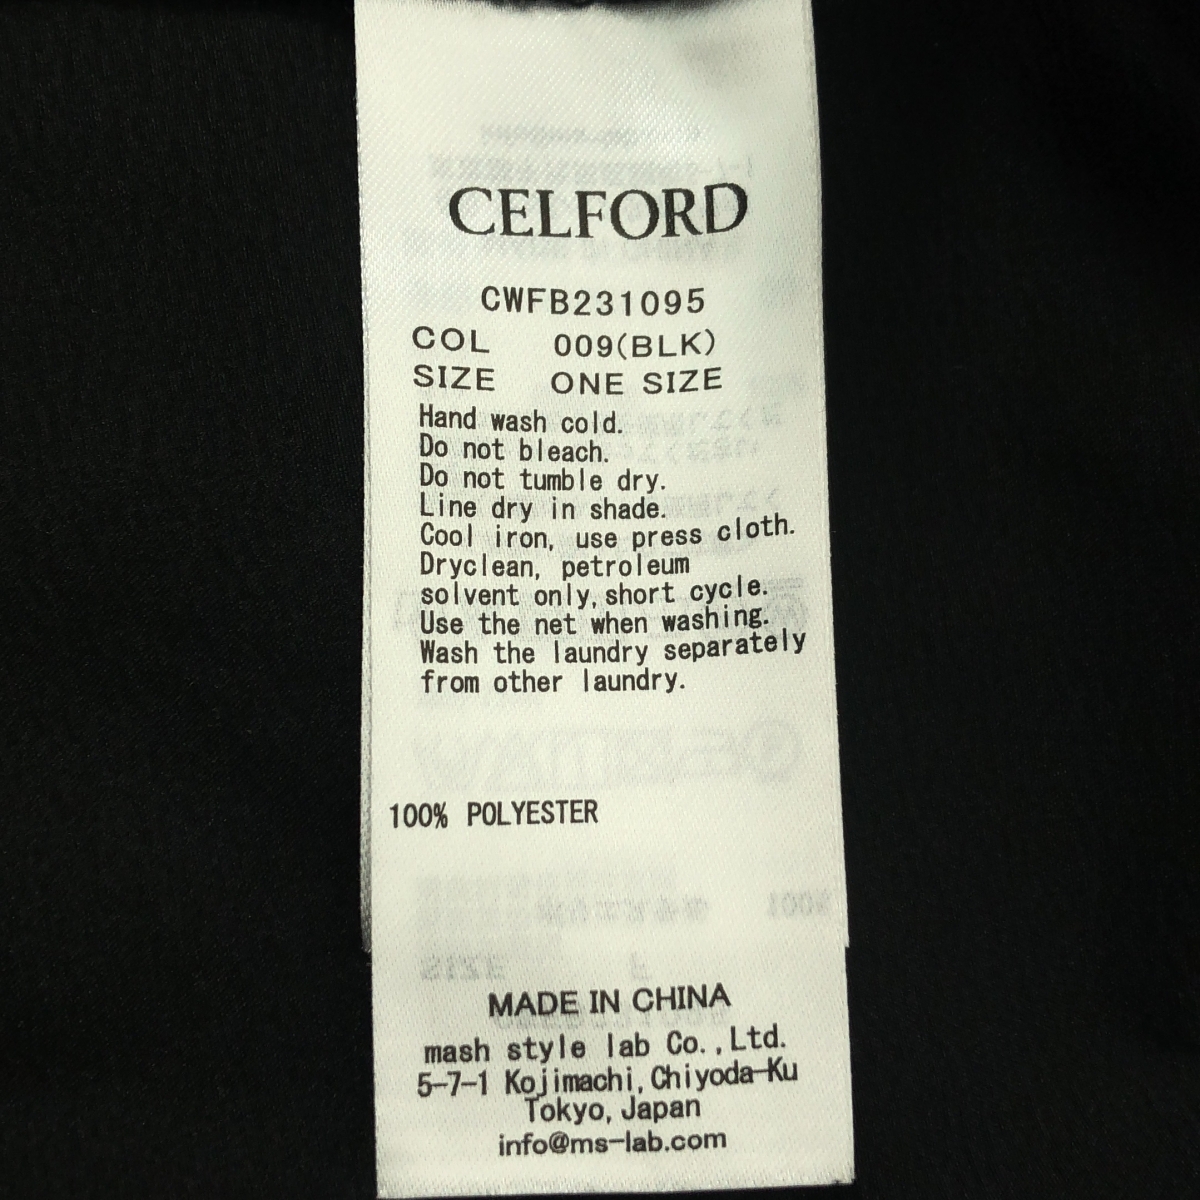 CELFORD
CWFB231095
COL 009(BLK)
SIZE ONE SIZE
Hand wash cold.
Do not bleach.
Do not tumble dry.
Line dry in shade.
Cool iron, use press cloth.
Dryclean, petroleum
solvent only,short cycle.
Use the net when washing.
Wash the laundry separately
from other laundry.
100% POLYESTER
MADE IN CHINA
mash style lab Co.,Ltd.
5-7-1 Kojimachi,Chiyoda-Ku
Tokyo,Japan
info@ms-lab.com